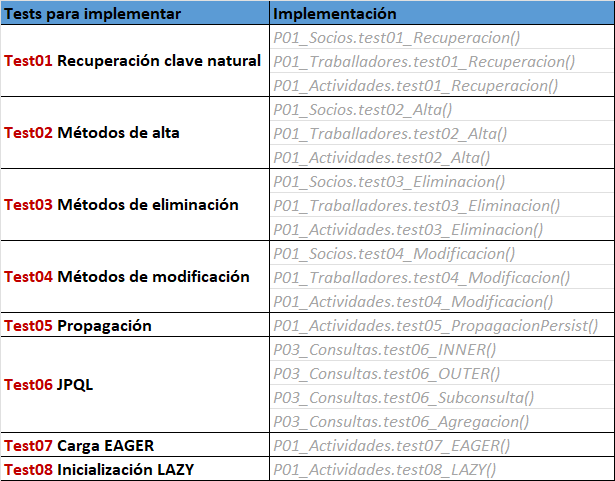 Tests para implementar Implementación
Test01 Recuperación clave natural
P01_Socios.test01_Recuperacion()
P01_Traballadores.test01_Recuperacion()
P01_Actividades.test01_Recuperacion()
Test02 Métodos de alta
P01_Socios.test02_Alta()
P01_Traballadores.test02_Alta()
P01_Actividades.test02_Alta()
Test03 Métodos de eliminación
P01_Socios.test03_Eliminacion()
P01_Traballadores.test03_Eliminacion()
P01_Actividades.test03_Eliminacion()
Test04 Métodos de modificación
P01_Socios.test04_Modificacion()
P01_Traballadores.test04_Modificacion()
P01_Actividades.test04_Modificacion()
Test05 Propagación P01_Actividades.test05_PropagacionPersist()
Test06 JPQL
P03_Consultas.test06_INNER()
P03_Consultas.test06_OUTER()
P03_Consultas.test06_Subconsulta()
P03_Consultas.test06_Agregacion()
Test07 Carga EAGER P01_Actividades.test07_EAGER()
Test08 Inicialización LAZY P01_Actividades.test08_LAZY()